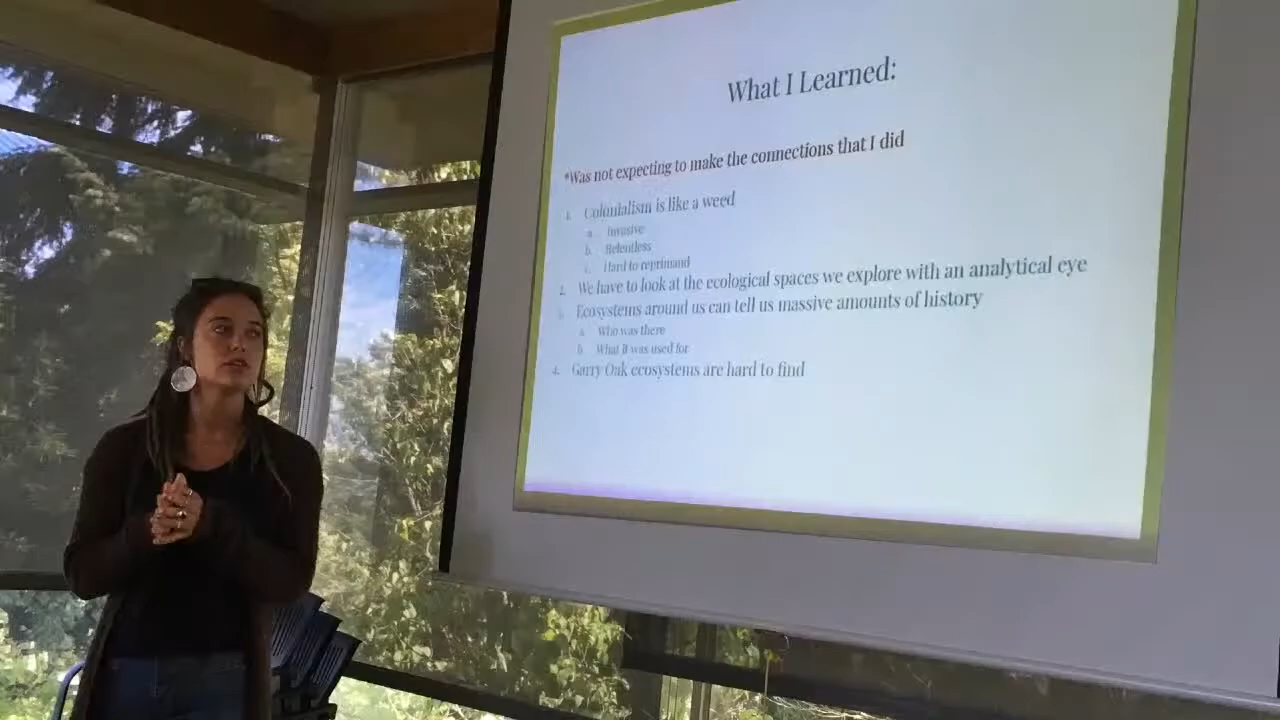 What I Learned:
*Was not expecting to make the connections that I did
1. Colonialism is like a weed
a. Invasive
b. Relentless
c. Hard to reprimand
2. We have to look at the ecological spaces we explore with an analytical eye
3. Ecosystems around us can tell us massive amounts of history
a. Who was there
b. What it was used for
4. Garry Oak ecosystems are hard to find